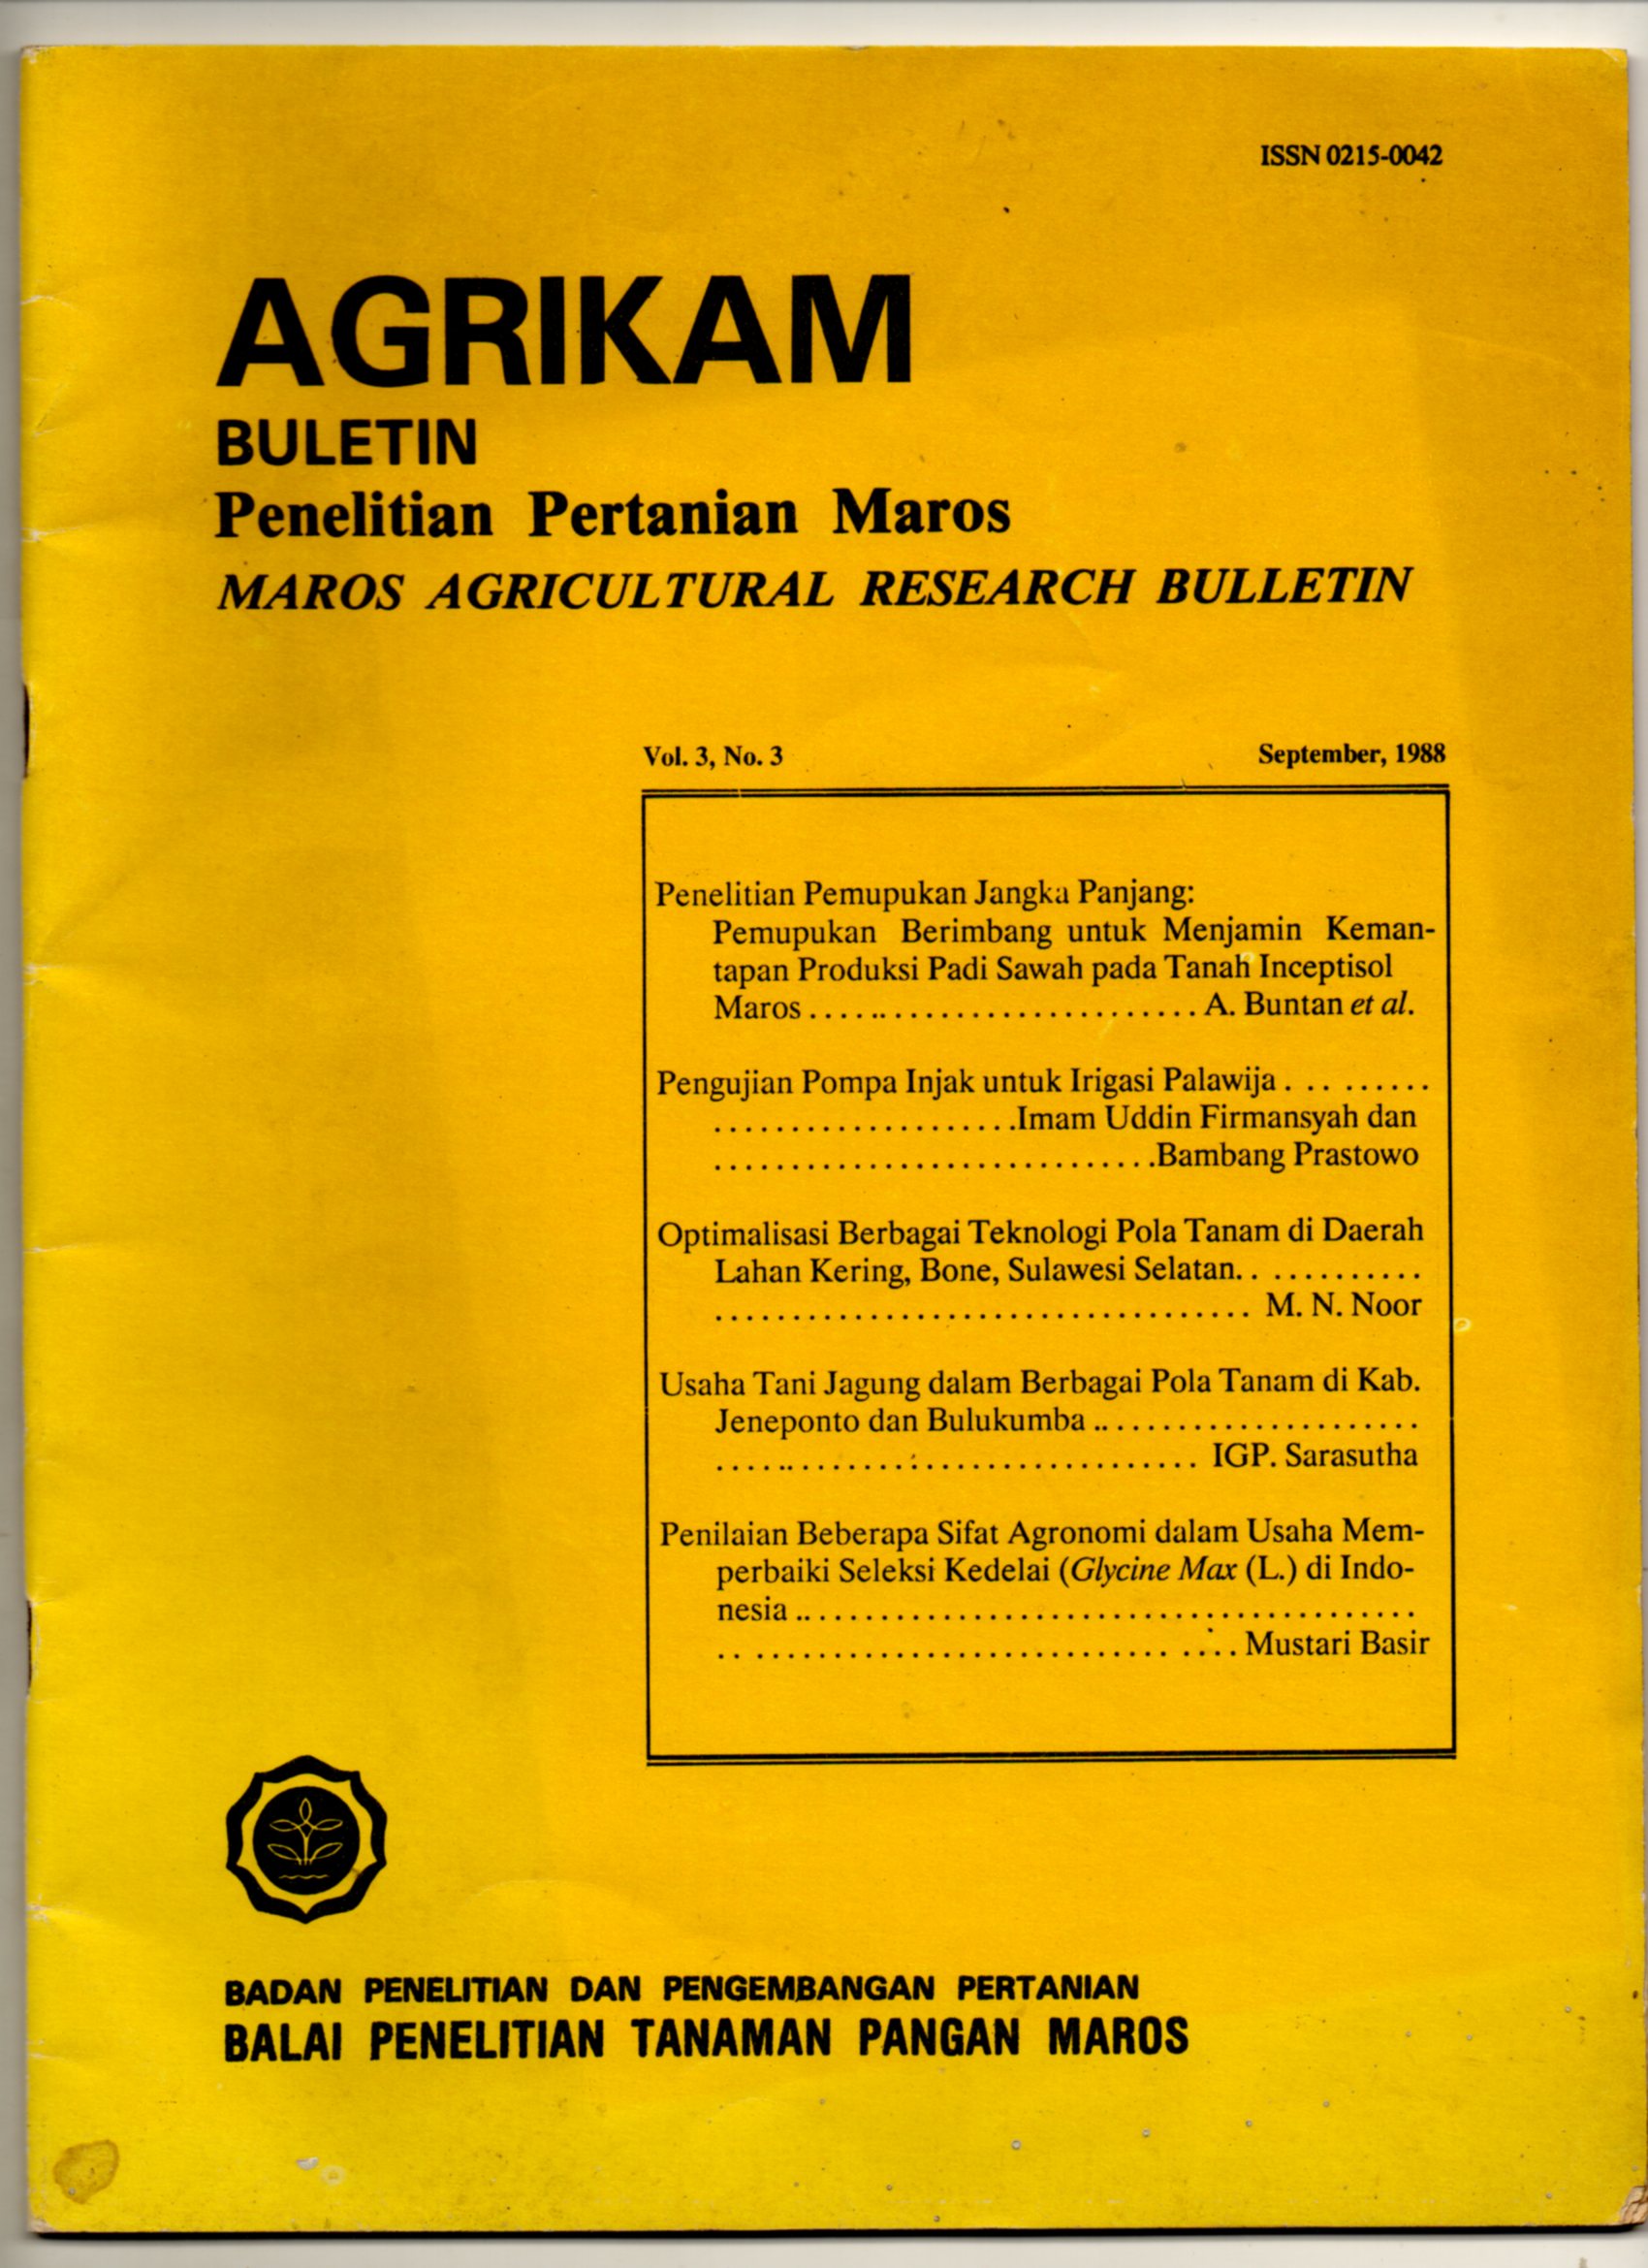 ISSN 0215-0042
AGRIKAM
BULETIN
Penelitian Pertanian Maros
MAROS AGRICULTURAL RESEARCH BULLETIN
Vol. 3, No. 3 September, 1988
Penelitian Pemupukan Jangka Panjang:
Pemupukan Berimbang untuk Menjamin Keman-
tapan Produksi Padi Sawah pada Tanah Inceptisol
Maros ......................... A. Buntan et al.
Pengujian Pompa Injak untuk Irigasi Palawija . . . . . . . . .
....................Imam Uddin Firmansyah dan
.............................Bambang Prastowo
Optimalisasi Berbagai Teknologi Pola Tanam di Daerah
Lahan Kering, Bone, Sulawesi Selatan. . ..........
................................... M. N. Noor
Usaha Tani Jagung dalam Berbagai Pola Tanam di Kab.
Jeneponto dan Bulukumba ......................
................................ IGP. Sarasutha
Penilaian Beberapa Sifat Agronomi dalam Usaha Mem-
perbaiki Seleksi Kedelai (Glycine Max (L.) di Indo-
nesia .........................................
.. ........................... .... Mustari Basir
BADAN PENELITIAN DAN PENGEMBANGAN PERTANIAN
BALAI PENELITIAN TANAMAN PANGAN MAROS